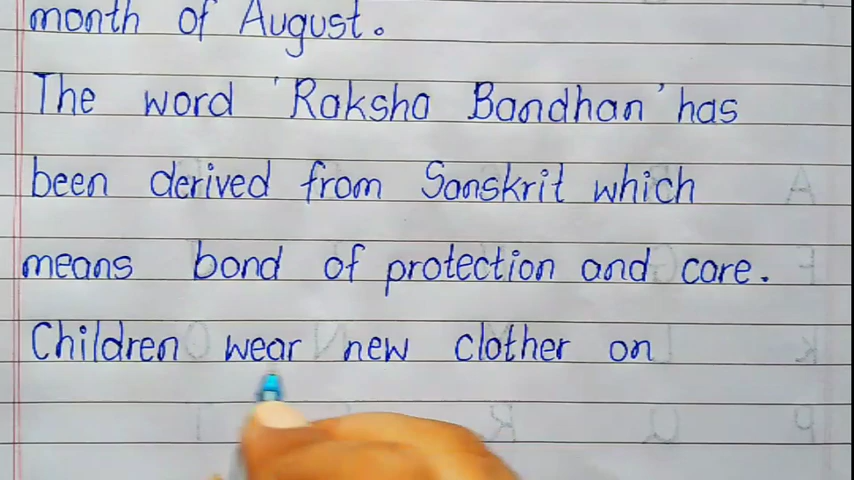 month of August.
The word 'Raksha Bandhan' has
been derived from Sanskrit which
means bond of protection and care.
Children wear new clother on